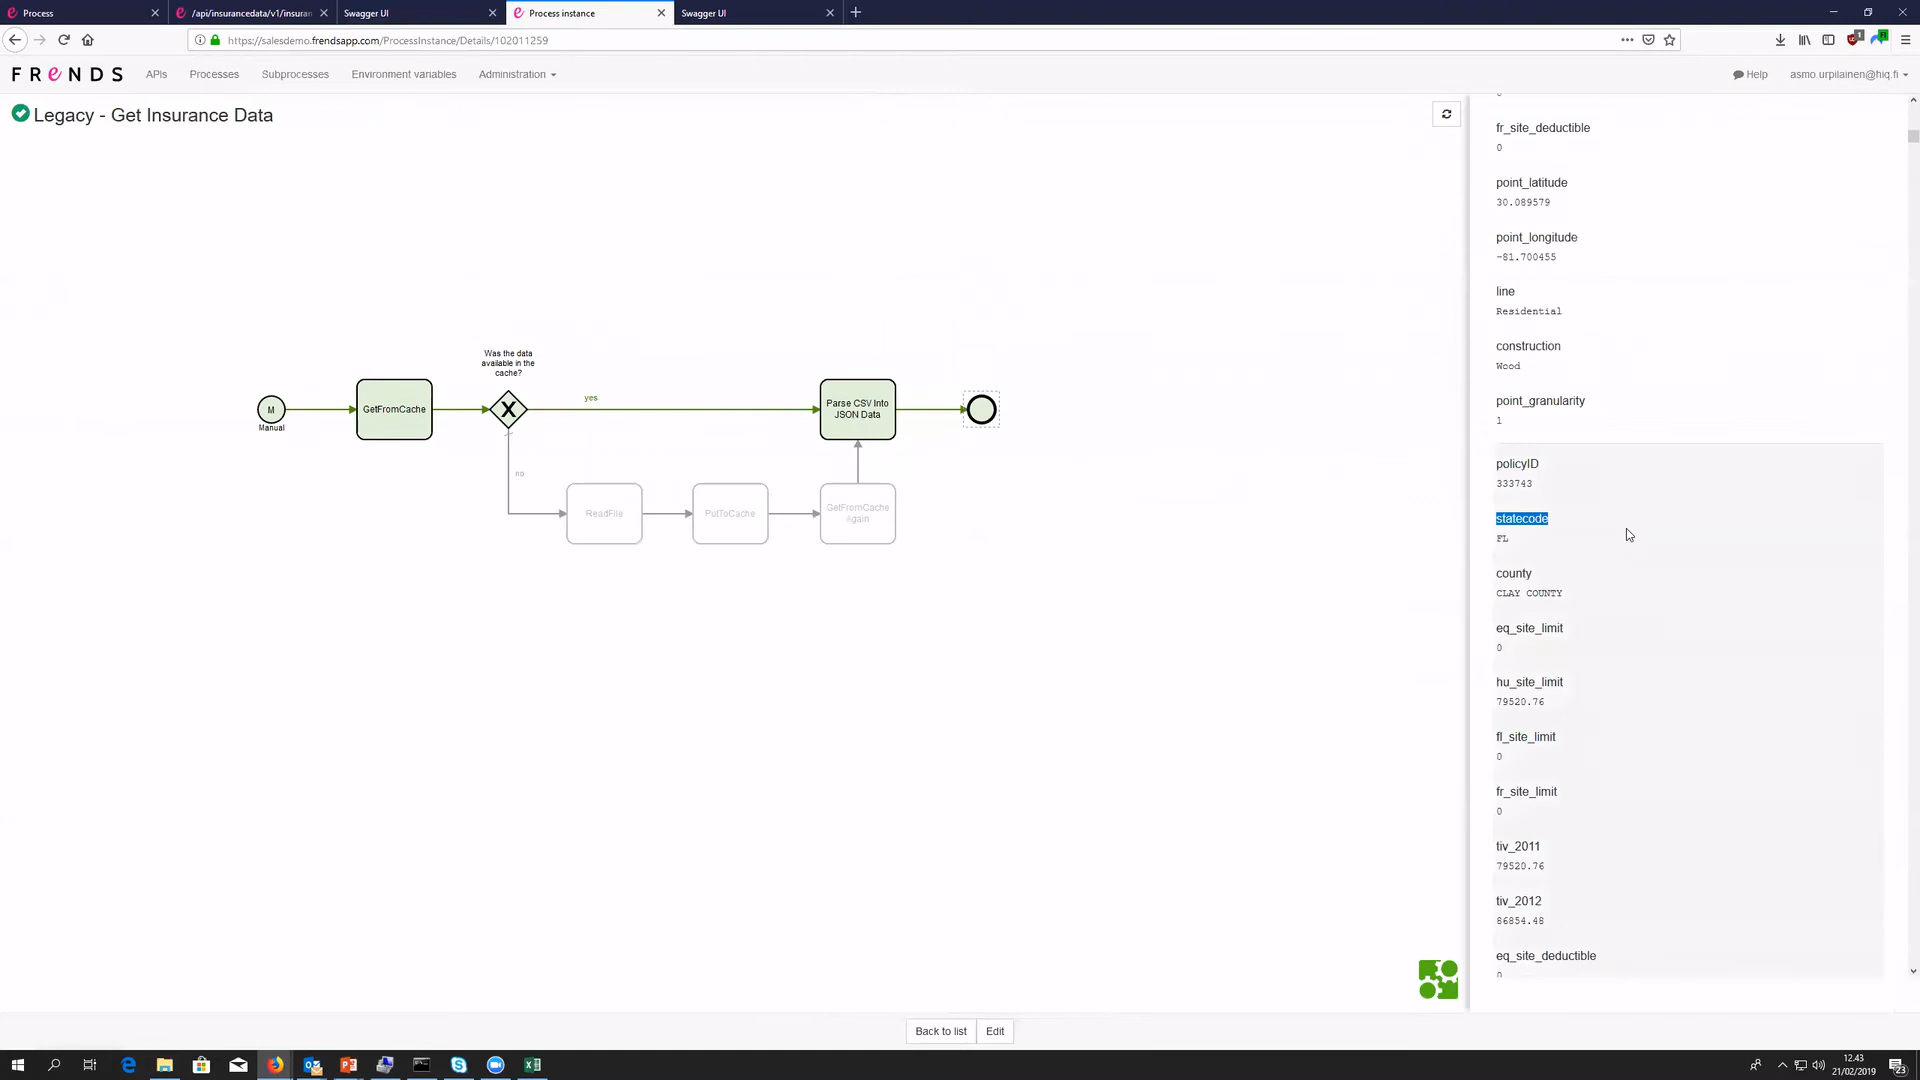 Process
/api/insurancedata/v1/insuran
Swagger UI
Process instance
Swagger UI
https://salesdemo.frendsapp.com/ProcessInstance/Details/102011259
FRENDS
APIs
Processes
Subprocesses
Environment variables
Administration
Help
asmo.urpilainen@hiq.fi
Legacy - Get Insurance Data
Was the data
available in the
cache?
M
Manual
GetFromCache
X
yes
no
Parse CSV Into
JSON Data
ReadFile
PutToCache
GetFromCache
Again
fr_site_deductible
0
point_latitude
30.089579
point_longitude
-81.700455
line
Residential
construction
Wood
point_granularity
1
policyID
333743
statecode
FL
county
CLAY COUNTY
eq_site_limit
0
hu_site_limit
79520.76
fl_site_limit
0
fr_site_limit
0
tiv_2011
79520.76
tiv_2012
86854.48
eq_site_deductible
0
Back to list
Edit
12.43
21/02/2019
23